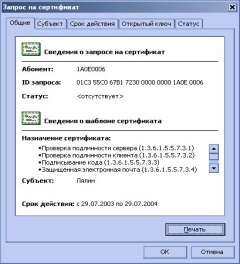 Запрос на сертификат
Общие Субъект Срок действия Открытый ключ Статус
Сведения о запросе на сертификат
Абонент: 1A0E0006
ID запроса: 01C3 55C0 67B1 7230 0000 0000 1A0E 0006
Статус: <отсутствует>
Сведения о шаблоне сертификата
Назначение сертификата:
•Проверка подлинности сервера (1.3.6.1.5.5.7.3.1)
•Проверка подлинности клиента (1.3.6.1.5.5.7.3.2)
•Подписывание кода (1.3.6.1.5.5.7.3.3)
•Защищенная электронная почта (1.3.6.1.5.5.7.3.4)
Субъект: Лялин
Срок действия: с 29.07.2003 по 29.07.2004
Печать
OK Отмена